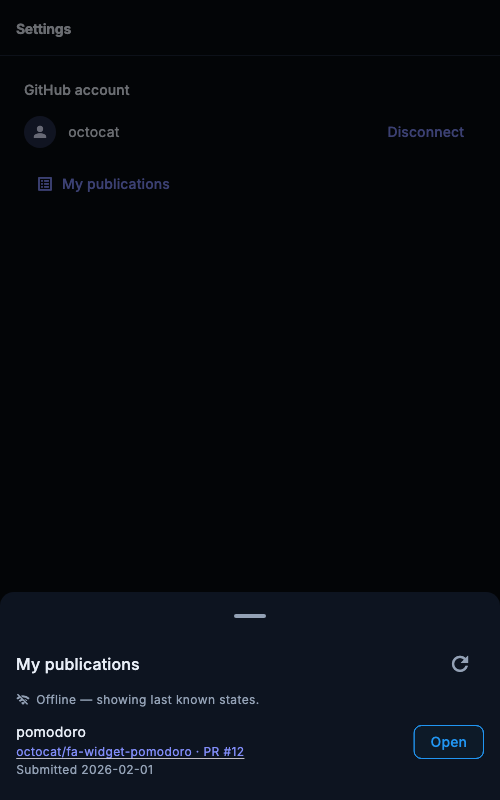 Settings
GitHub account
octocat
Disconnect
My publications
My publications
Offline — showing last known states.
pomodoro
octocat/fa-widget-pomodoro · PR #12
Submitted 2026-02-01
Open